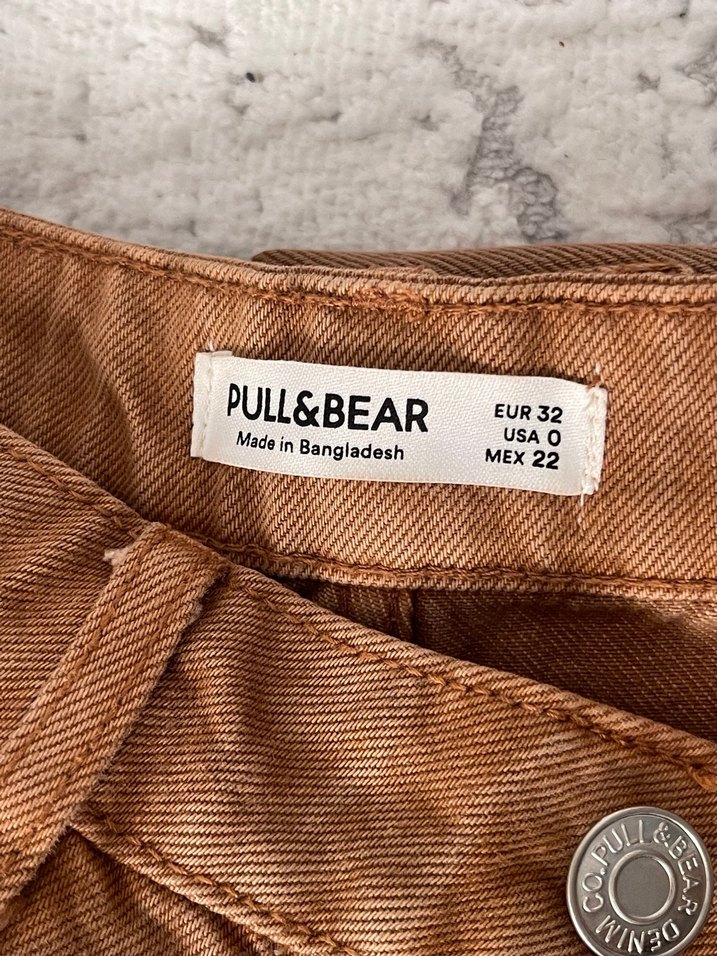 PULL&BEAR
Made in Bangladesh
EUR 32
USA 0
MEX 22
PULL&BEAR DENIM CO.